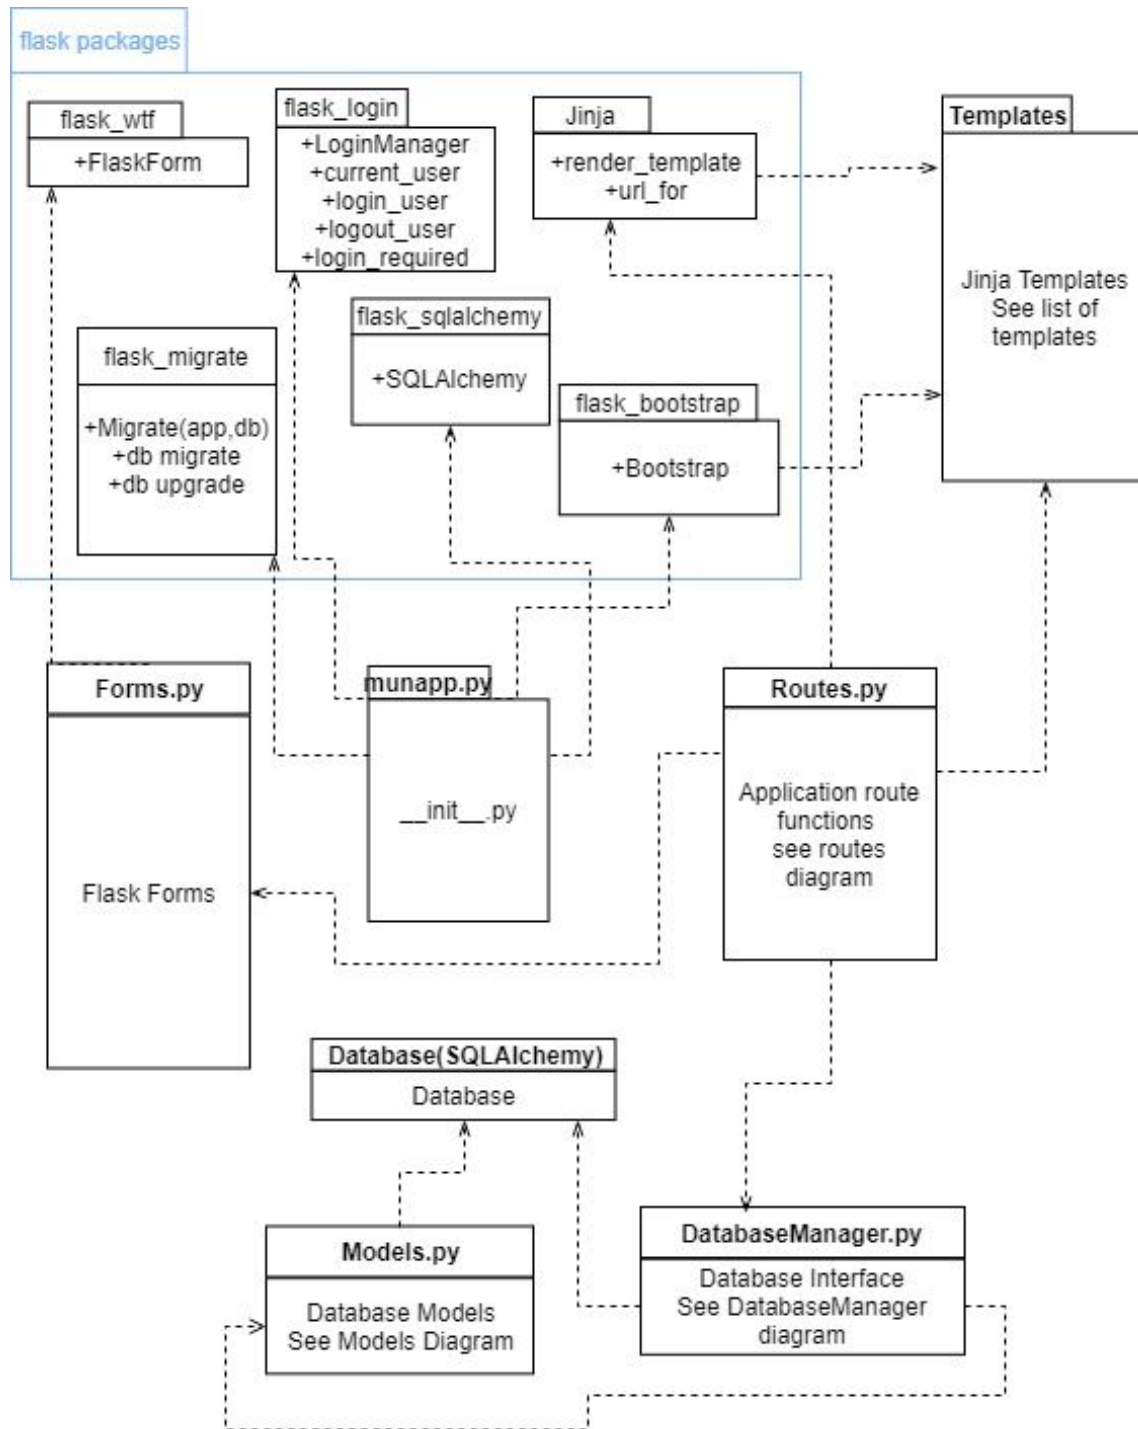 flask packages
flask_wtf
+FlaskForm
flask_login
+LoginManager
+current_user
+login_user
+logout_user
+login_required
Jinja
+render_template
+url_for
Templates
Jinja Templates
See list of
templates
flask_migrate
+Migrate(app,db)
+db migrate
+db upgrade
flask_sqlalchemy
+SQLAlchemy
flask_bootstrap
+Bootstrap
Forms.py
Flask Forms
munapp.py
__init__.py
Routes.py
Application route
functions
see routes
diagram
Database(SQLAlchemy)
Database
Models.py
Database Models
See Models Diagram
DatabaseManager.py
Database Interface
See DatabaseManager
diagram